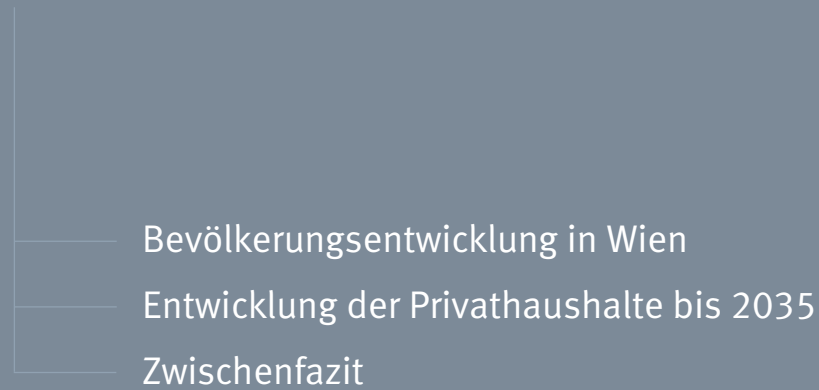 Bevölkerungsentwicklung in Wien
Entwicklung der Privathaushalte bis 2035
Zwischenfazit